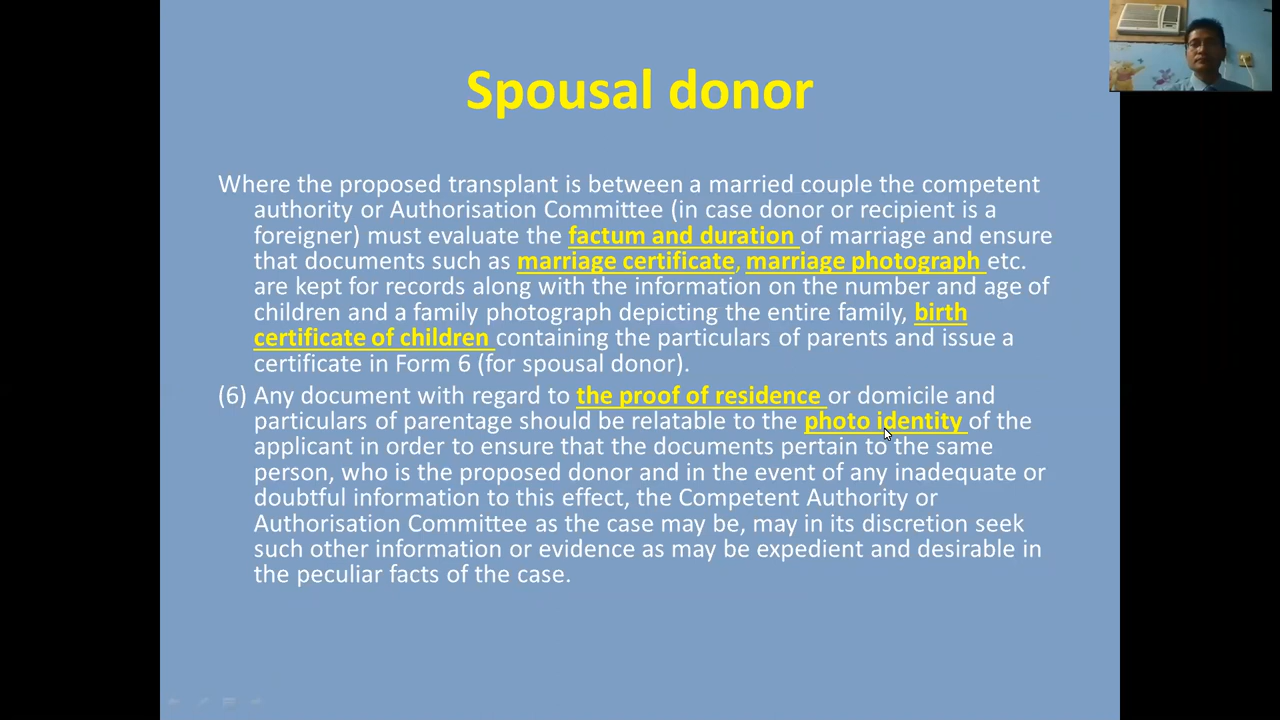 Spousal donor
Where the proposed transplant is between a married couple the competent
authority or Authorisation Committee (in case donor or recipient is a
foreigner) must evaluate the factum and duration of marriage and ensure
that documents such as marriage certificate, marriage photograph etc.
are kept for records along with the information on the number and age of
children and a family photograph depicting the entire family, birth
certificate of children containing the particulars of parents and issue a
certificate in Form 6 (for spousal donor).
(6) Any document with regard to the proof of residence or domicile and
particulars of parentage should be relatable to the photo identity of the
applicant in order to ensure that the documents pertain to the same
person, who is the proposed donor and in the event of any inadequate or
doubtful information to this effect, the Competent Authority or
Authorisation Committee as the case may be, may in its discretion seek
such other information or evidence as may be expedient and desirable in
the peculiar facts of the case.